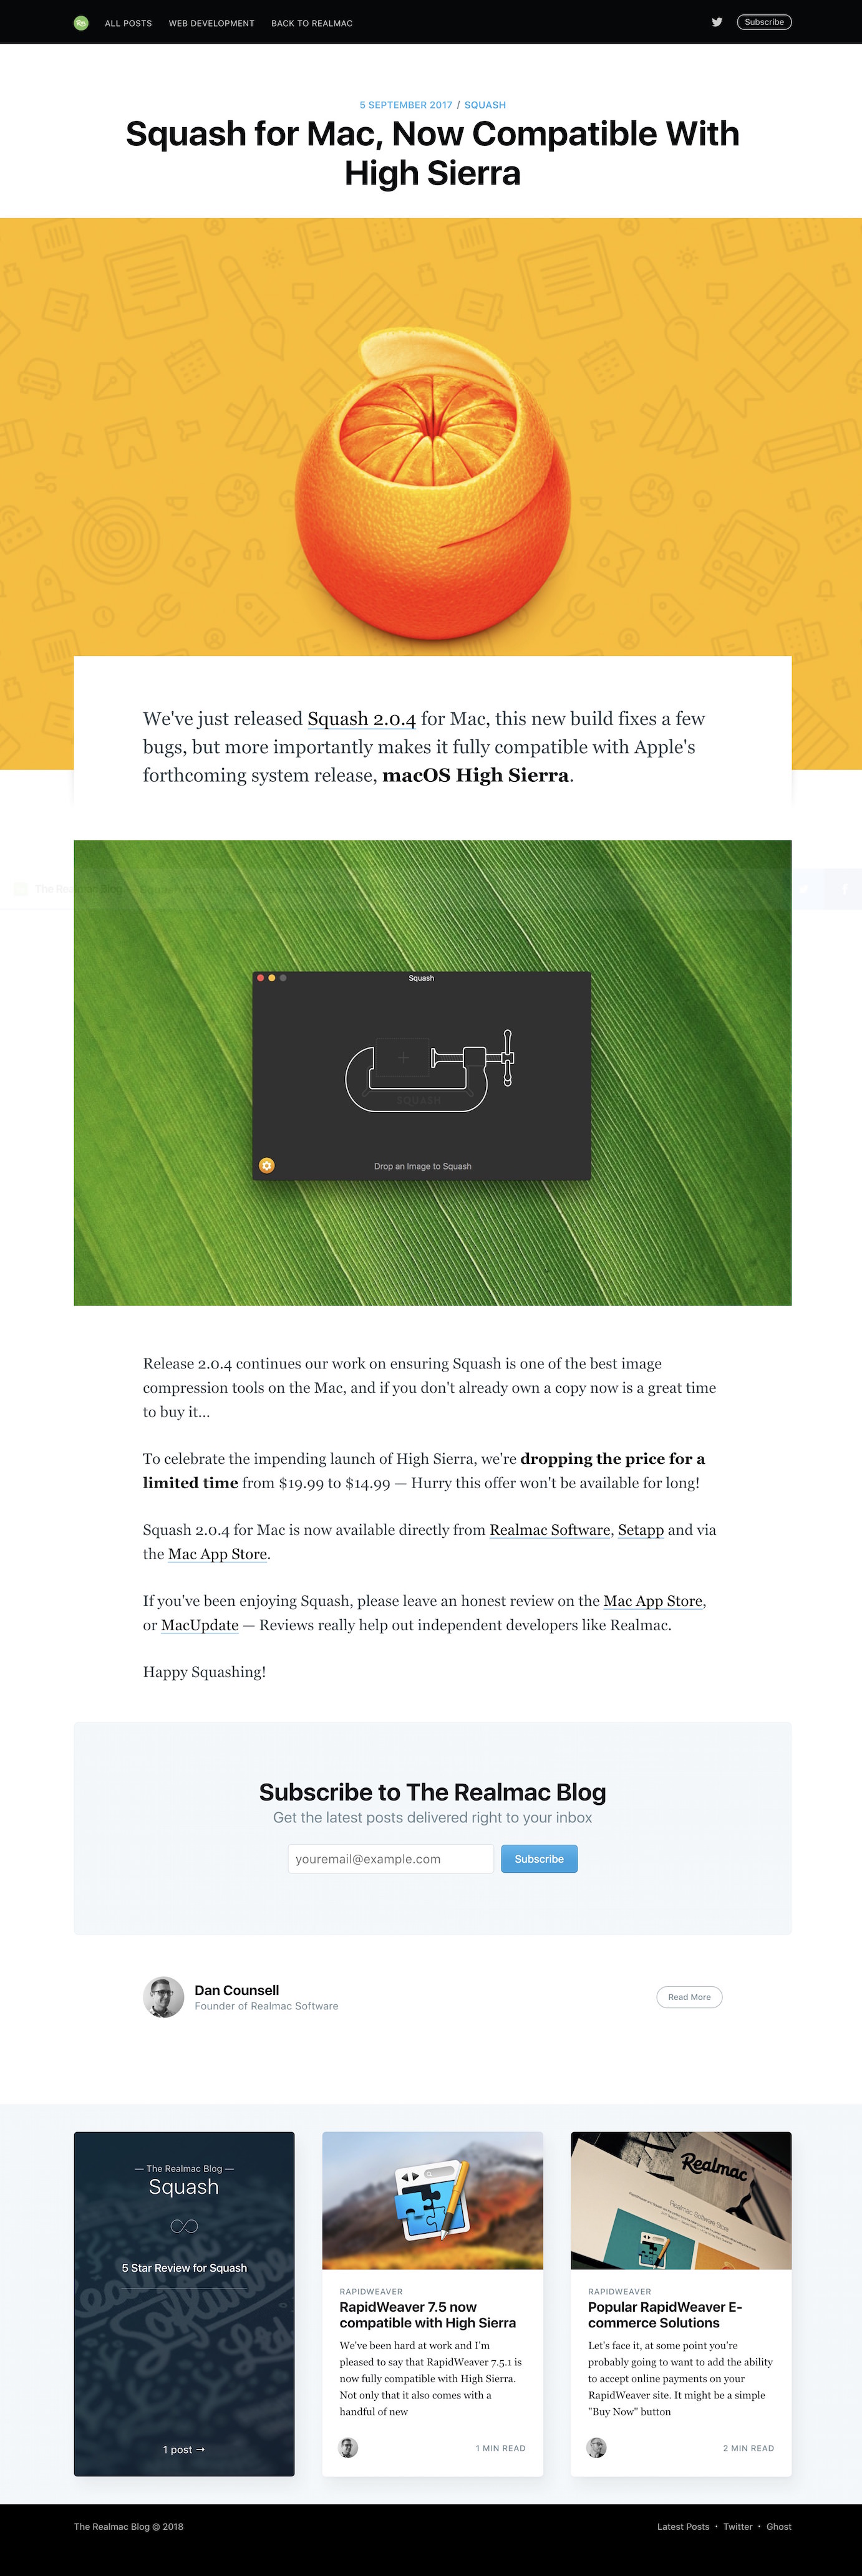 ALL POSTS WEB DEVELOPMENT BACK TO REALMAC
Subscribe
5 SEPTEMBER 2017 / SQUASH
Squash for Mac, Now Compatible With
High Sierra
We've just released Squash 2.0.4 for Mac, this new build fixes a few
bugs, but more importantly makes it fully compatible with Apple's
forthcoming system release, macOS High Sierra.
Squash
SQUASH
Drop an Image to Squash
Release 2.0.4 continues our work on ensuring Squash is one of the best image
compression tools on the Mac, and if you don't already own a copy now is a great time
to buy it...
To celebrate the impending launch of High Sierra, we're dropping the price for a
limited time from $19.99 to $14.99 — Hurry this offer won't be available for long!
Squash 2.0.4 for Mac is now available directly from Realmac Software, Setapp and via
the Mac App Store.
If you've been enjoying Squash, please leave an honest review on the Mac App Store,
or MacUpdate — Reviews really help out independent developers like Realmac.
Happy Squashing!
Subscribe to The Realmac Blog
Get the latest posts delivered right to your inbox
youremail@example.com
Subscribe
Dan Counsell
Founder of Realmac Software
Read More
— The Realmac Blog —
Squash
5 Star Review for Squash
1 post →
RAPIDWEAVER
RapidWeaver 7.5 now
compatible with High Sierra
We've been hard at work and I'm
pleased to say that RapidWeaver 7.5.1 is
now fully compatible with High Sierra.
Not only that it also comes with a
handful of new
1 MIN READ
Realmac
Realmac Software Store
RAPIDWEAVER
Popular RapidWeaver E-
commerce Solutions
Let's face it, at some point you're
probably going to want to add the ability
to accept online payments on your
RapidWeaver site. It might be a simple
"Buy Now" button
2 MIN READ
The Realmac Blog © 2018
Latest Posts • Twitter • Ghost